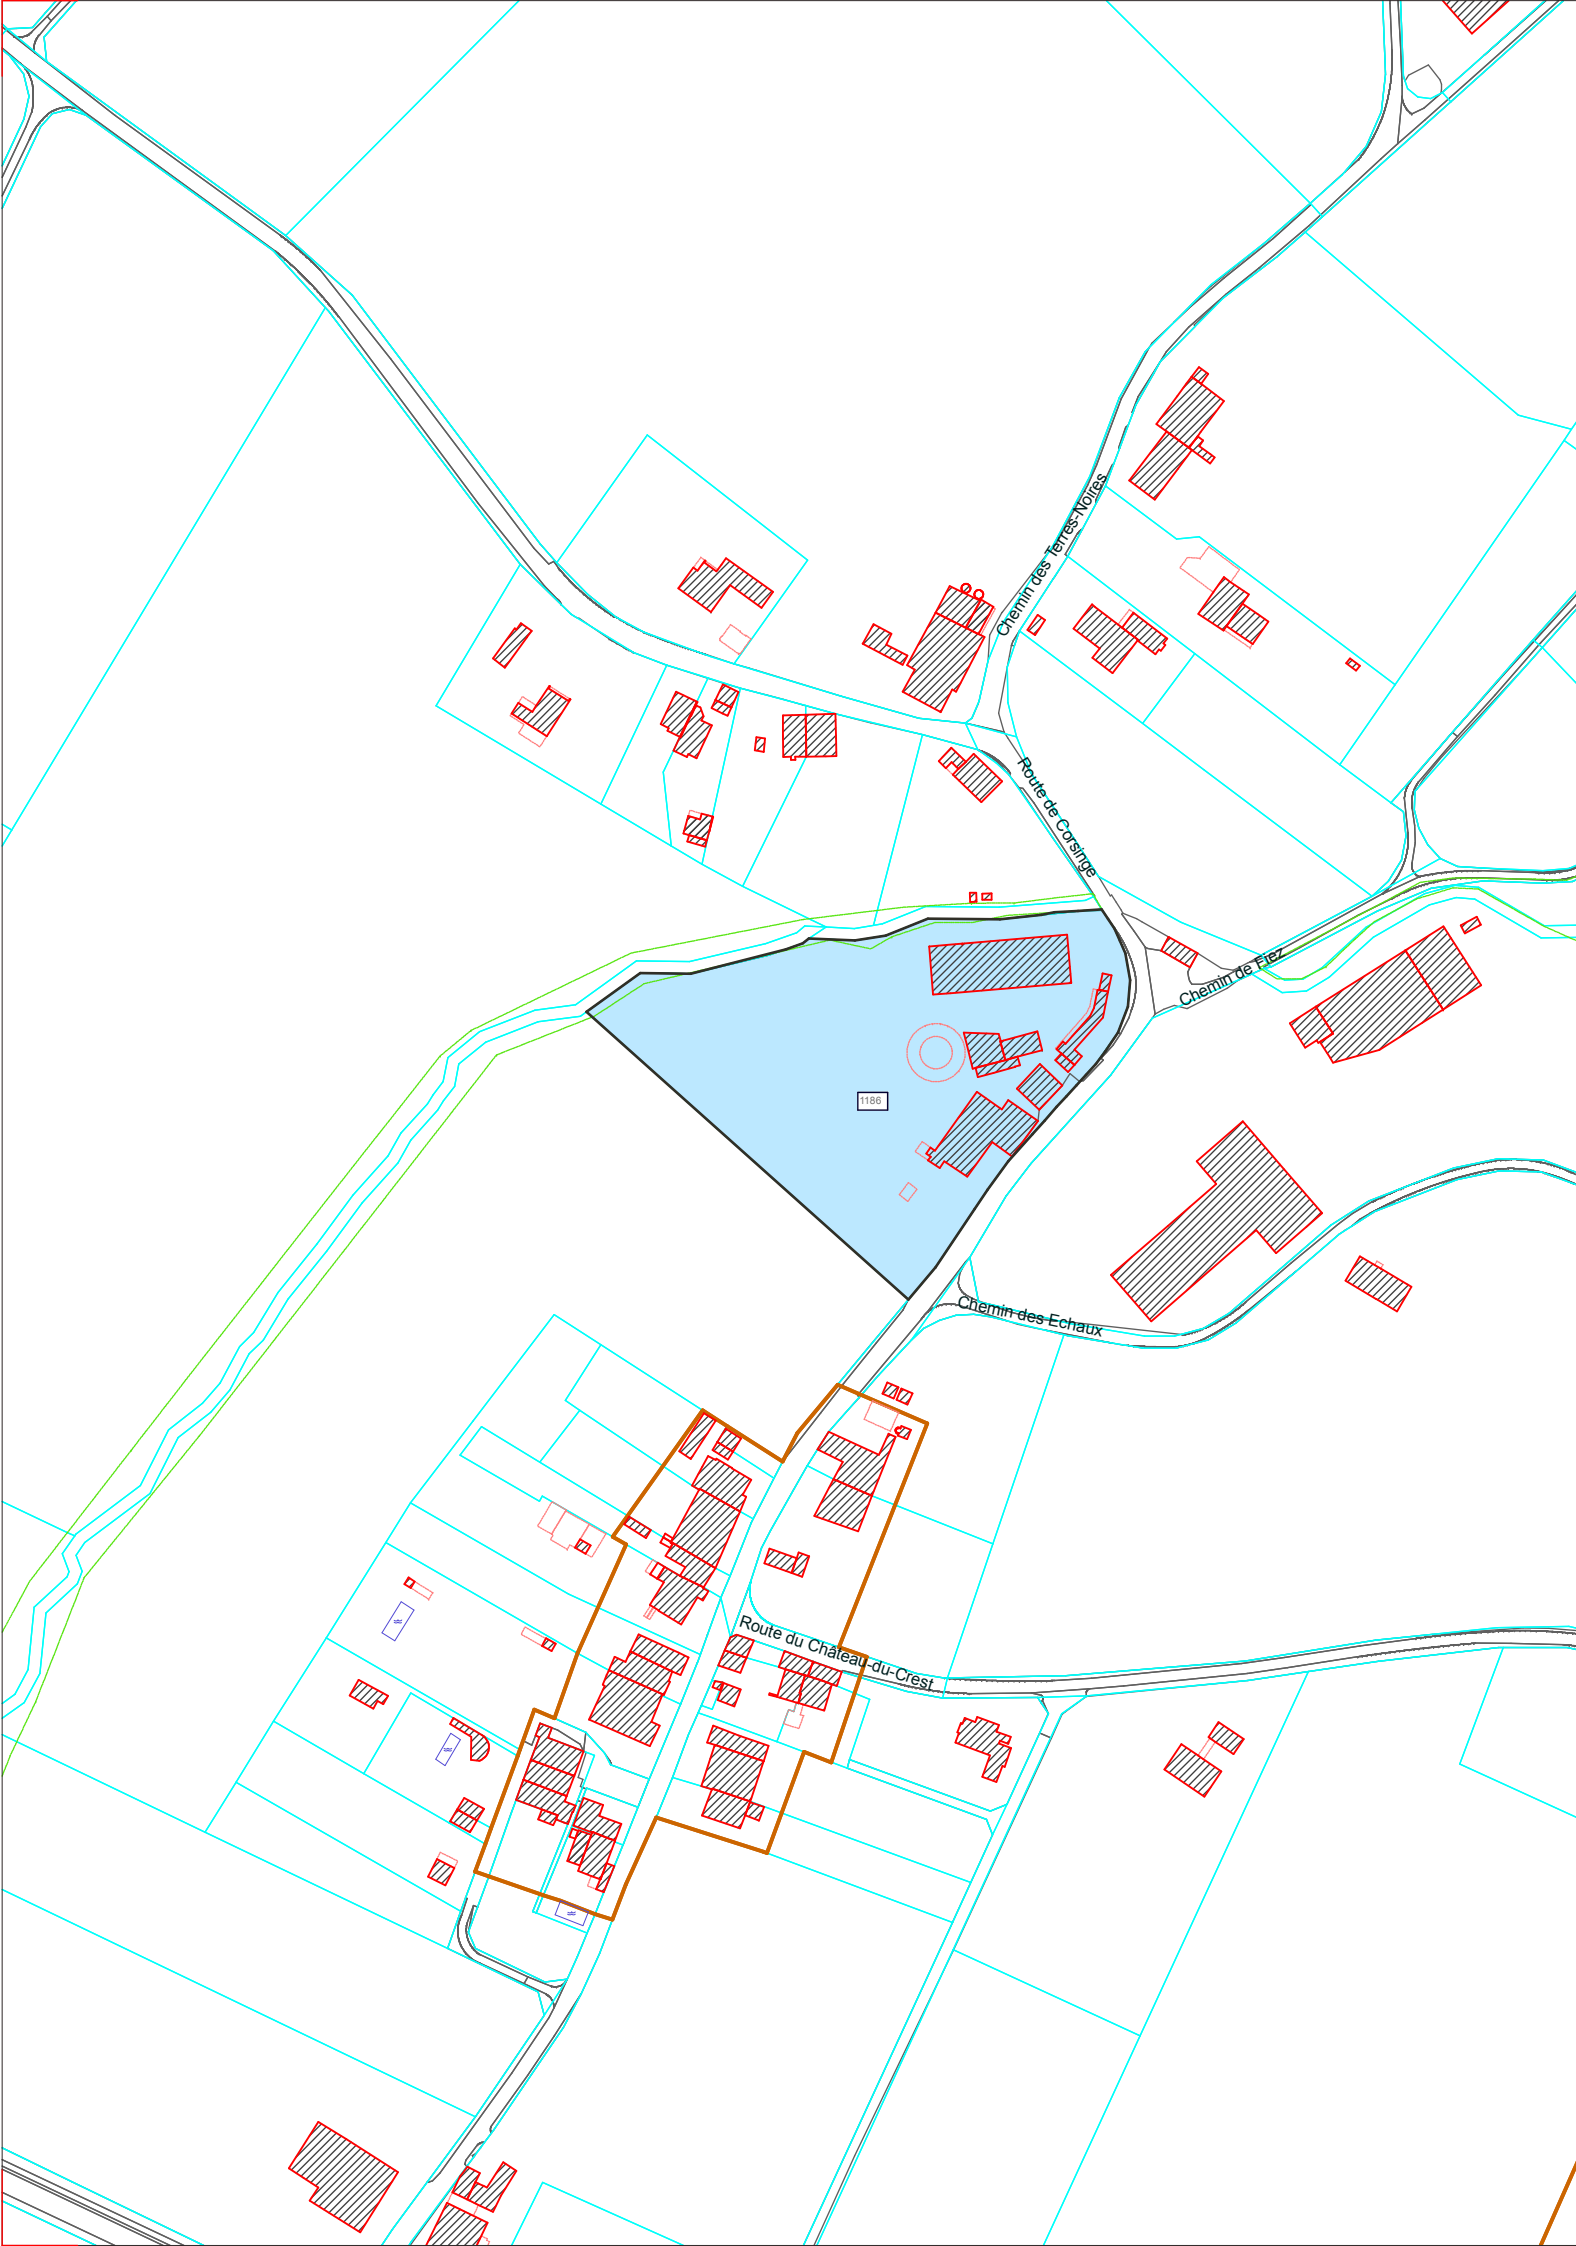 Chemin des Terres-Noires
Route de Corsinge
Chemin de Fiez
1186
Chemin des Echaux
Route du Château-du-Crest